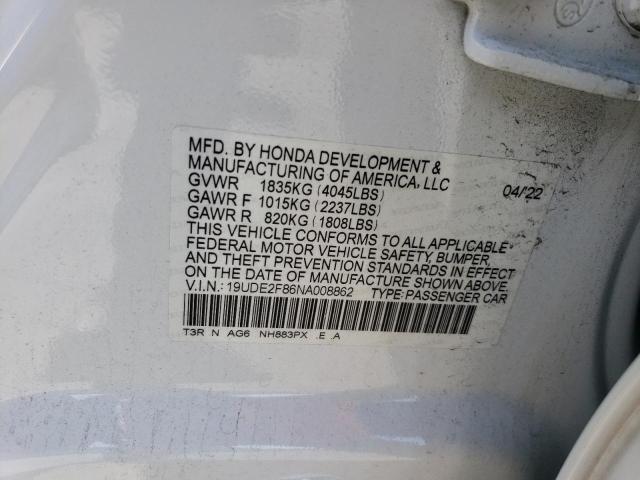 MFD. BY HONDA DEVELOPMENT &
MANUFACTURING OF AMERICA, LLC
GVWR 1835KG (4045LBS) 04/22
GAWR F 1015KG (2237LBS)
GAWR R 820KG (1808LBS)
THIS VEHICLE CONFORMS TO ALL APPLICABLE
FEDERAL MOTOR VEHICLE SAFETY, BUMPER,
AND THEFT PREVENTION STANDARDS IN EFFECT
ON THE DATE OF MANUFACTURE SHOWN ABOVE.
V.I.N.: 19UDE2F86NA008862 TYPE: PASSENGER CAR
T3R N AG6 NH883PX .E .A